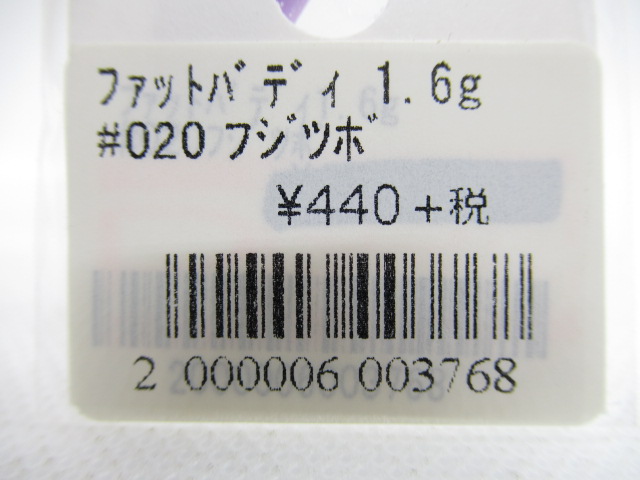 ﾌｧｯﾄﾊﾞﾃﾞｨ 1.6g
#020 ﾌｼﾞﾂﾎﾞ
¥440 +税
2 000006 003768